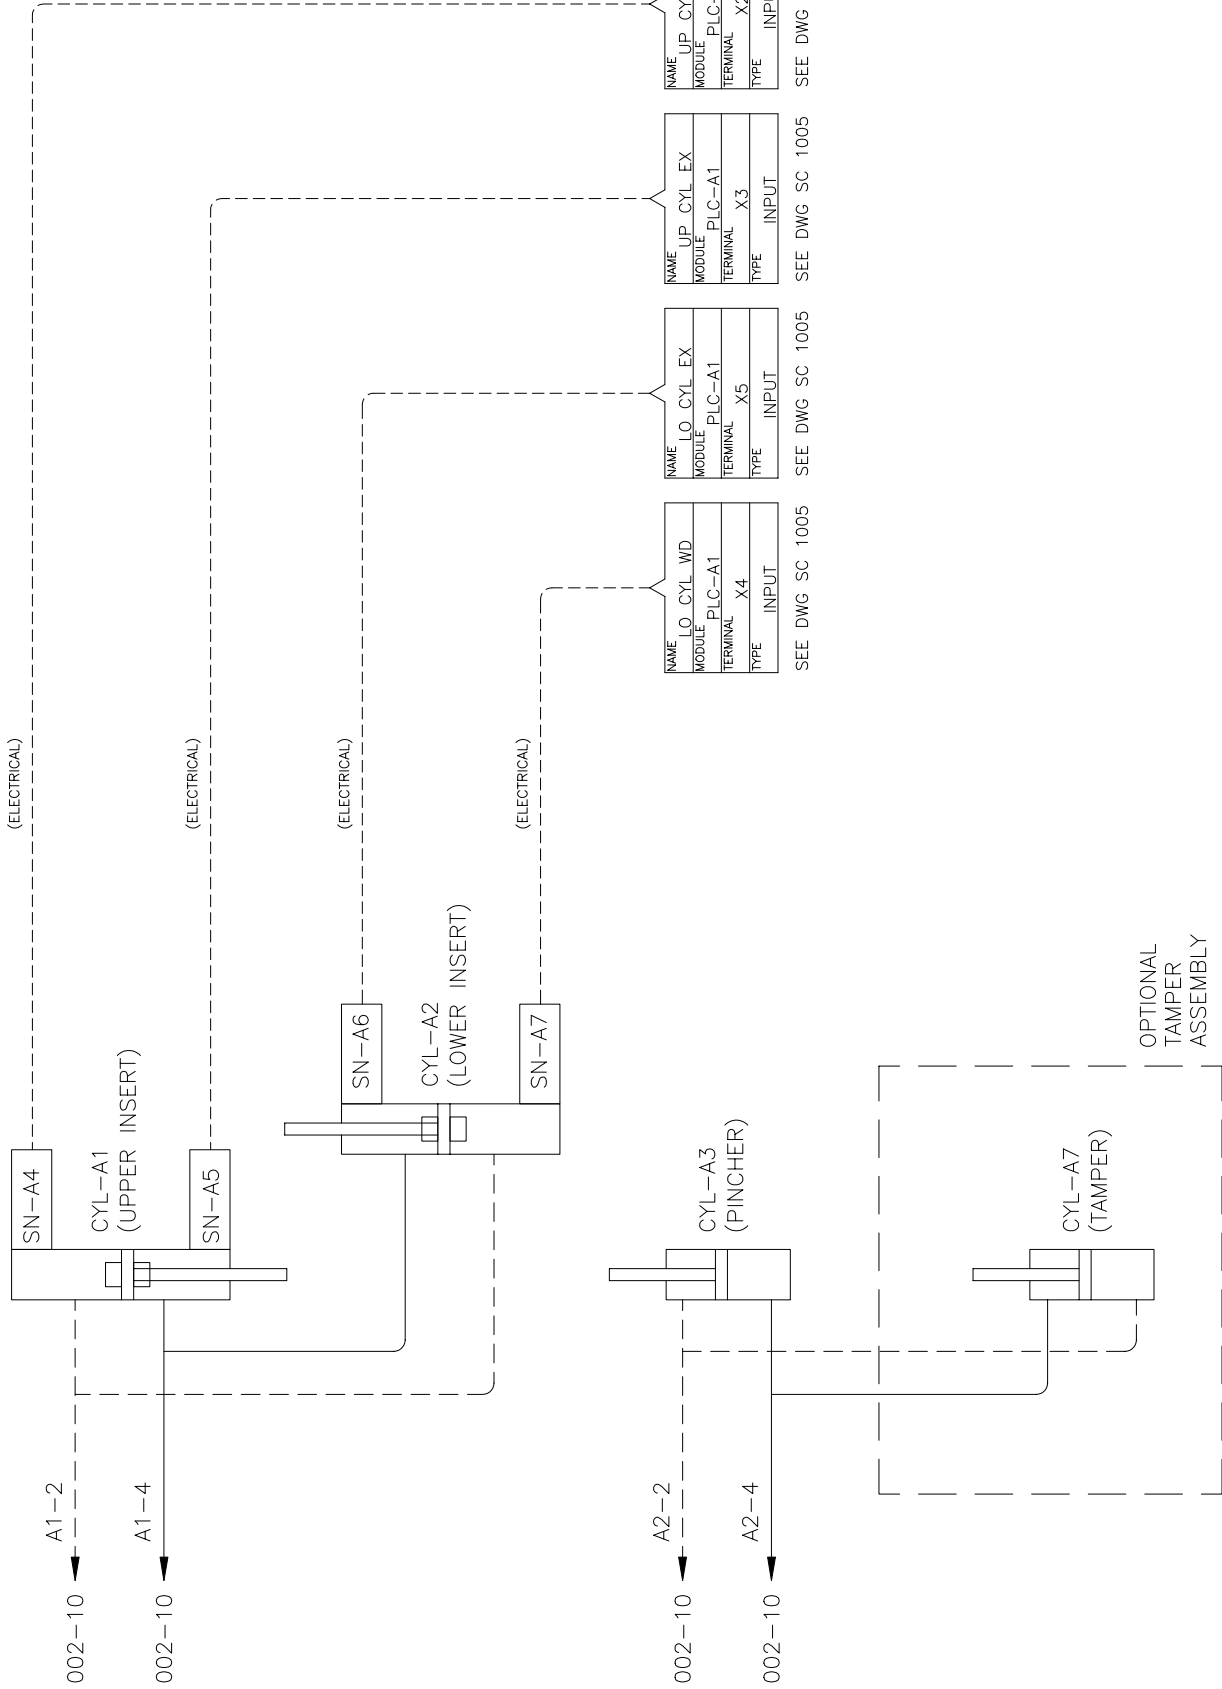 002-10
A1-2
002-10
A1-4
SN-A4
CYL-A1
(UPPER INSERT)
SN-A5
SN-A6
CYL-A2
(LOWER INSERT)
SN-A7
(ELECTRICAL)
(ELECTRICAL)
(ELECTRICAL)
(ELECTRICAL)
002-10
A2-2
002-10
A2-4
CYL-A3
(PINCHER)
CYL-A7
(TAMPER)
OPTIONAL
TAMPER
ASSEMBLY
NAME
LO CYL WD
MODULE
PLC-A1
TERMINAL
X4
TYPE
INPUT
SEE DWG SC 1005
NAME
LO CYL EX
MODULE
PLC-A1
TERMINAL
X5
TYPE
INPUT
SEE DWG SC 1005
NAME
UP CYL EX
MODULE
PLC-A1
TERMINAL
X3
TYPE
INPUT
SEE DWG SC 1005
NAME
UP
MODULE
TERMINAL
TYPE
SEE DWG